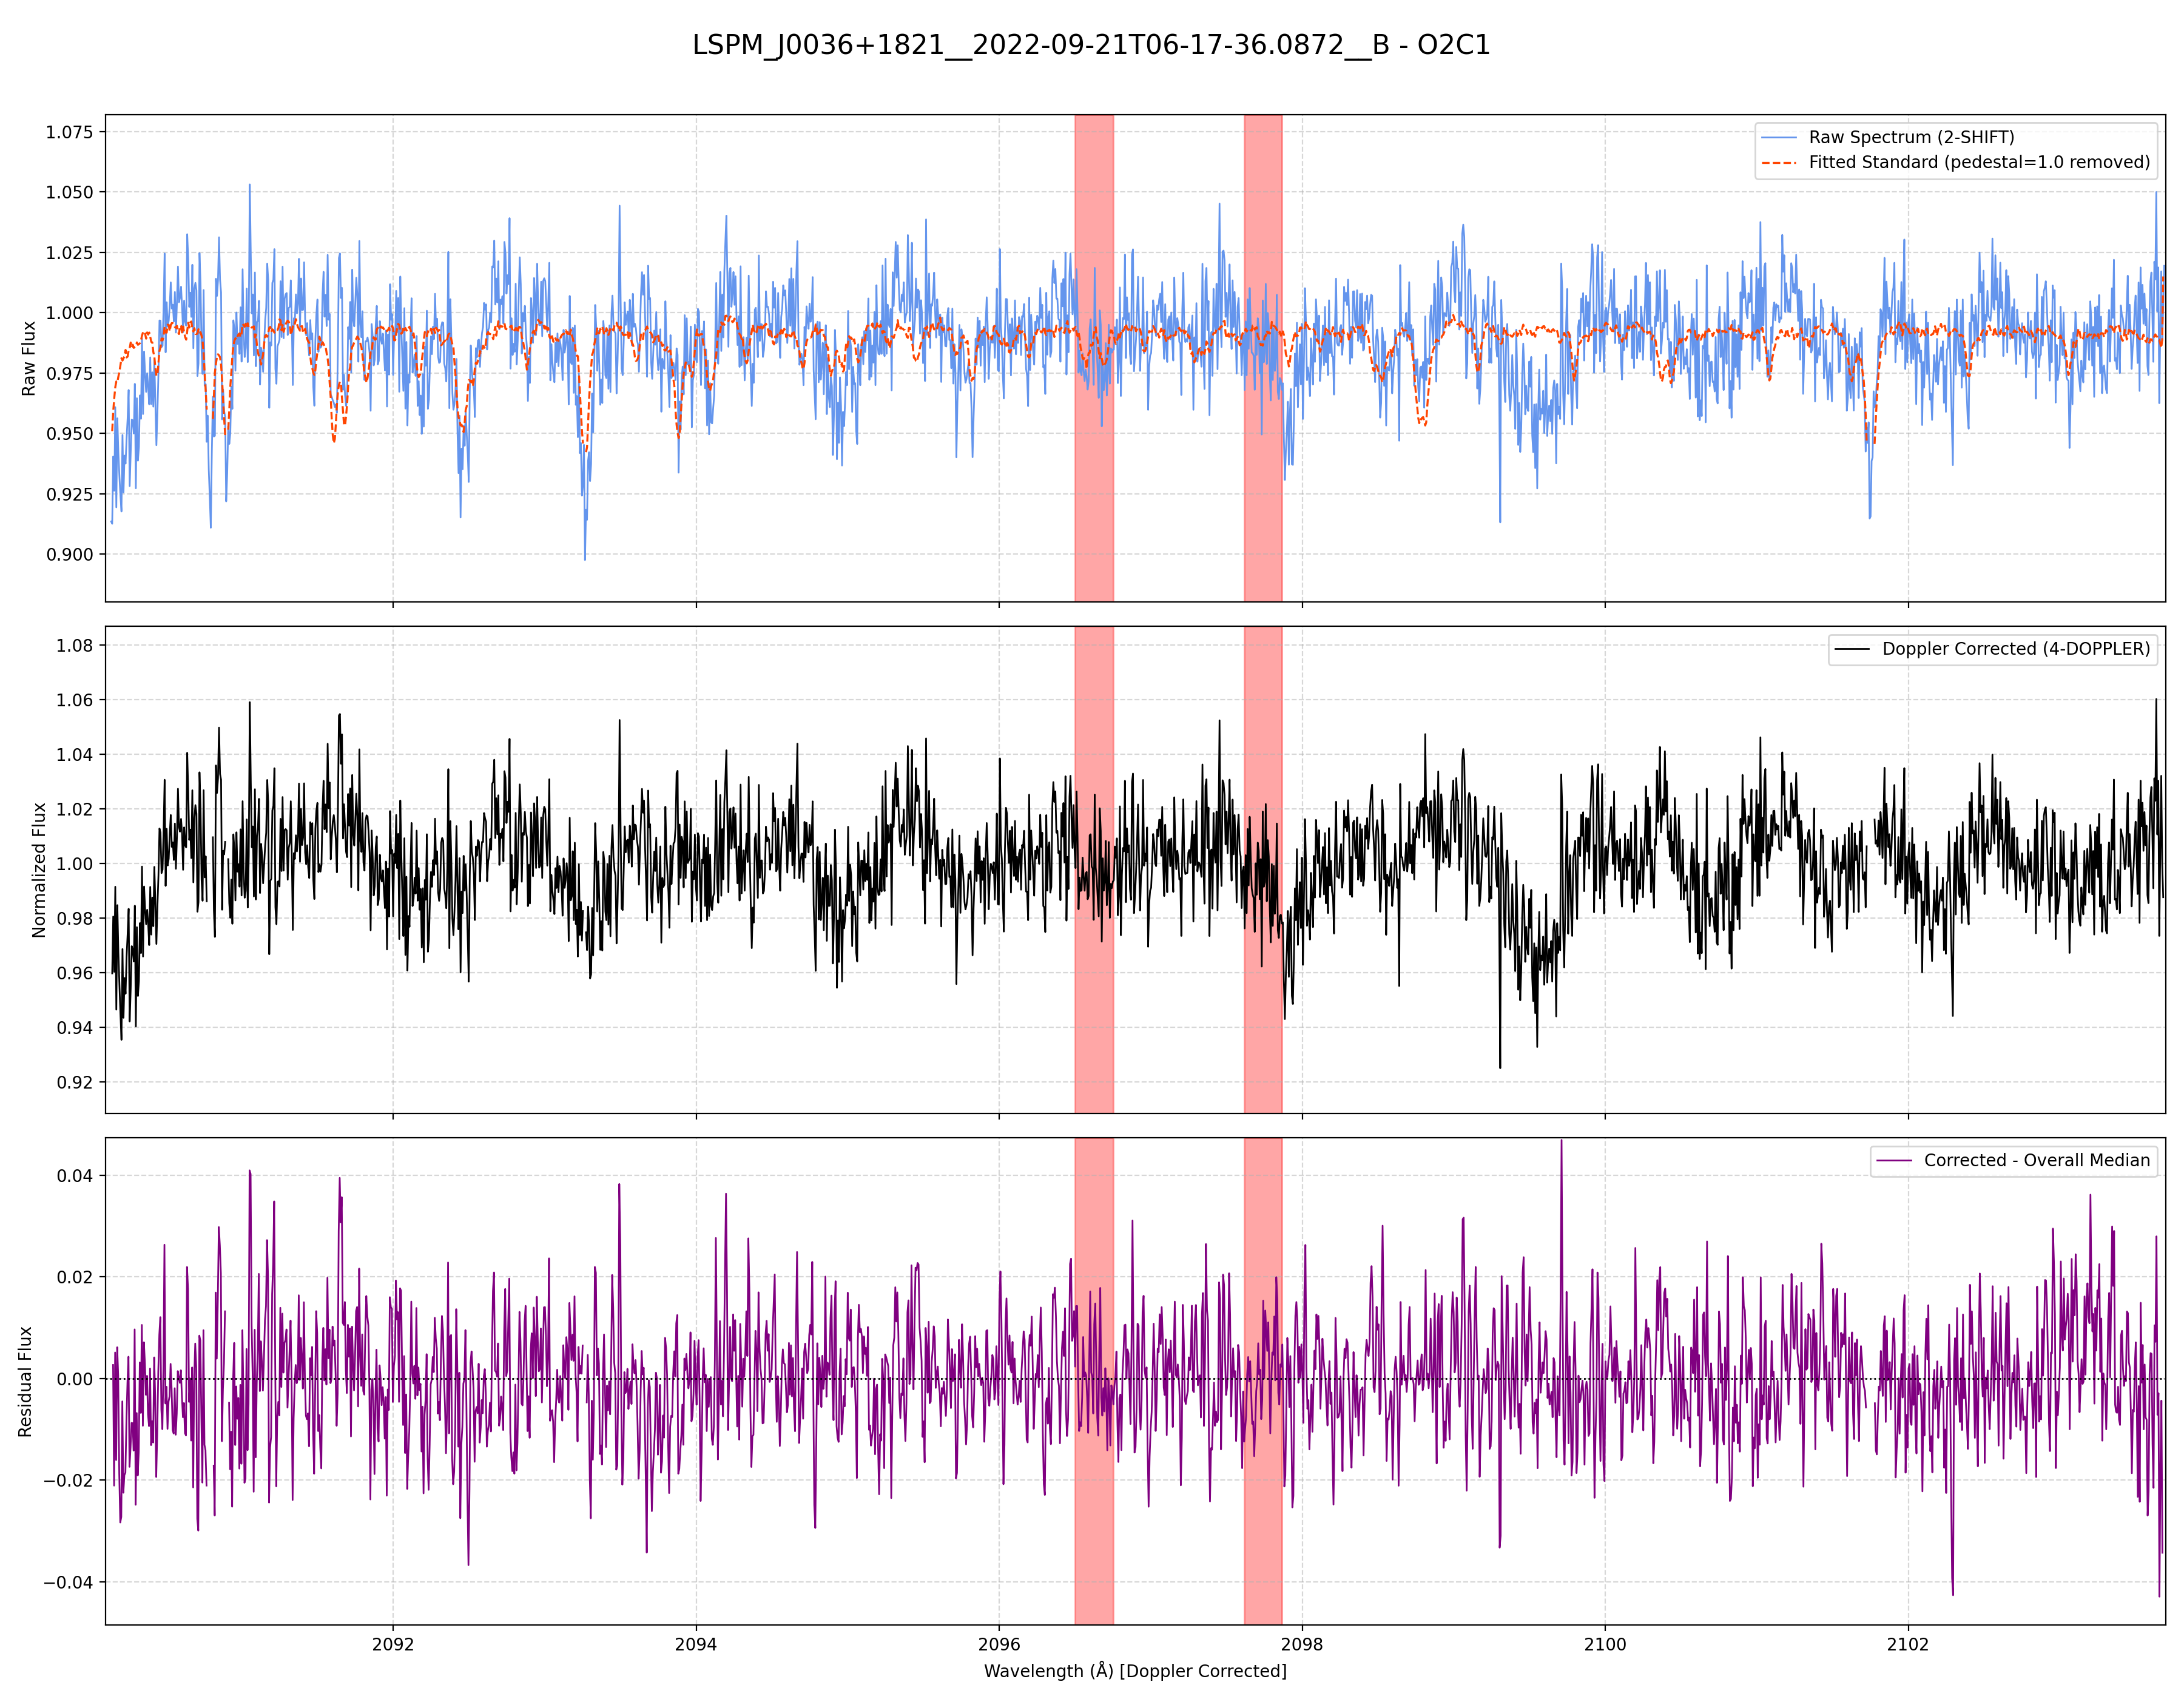 LSPM_J0036+1821__2022-09-21T06-17-36.0872__B - O2C1
1.075
1.050
1.025
1.000
0.975
0.950
0.925
0.900
Raw Flux
Raw Spectrum (2-SHIFT)
Fitted Standard (pedestal=1.0 removed)
1.08
1.06
1.04
1.02
1.00
0.98
0.96
0.94
0.92
Normalized Flux
Doppler Corrected (4-DOPPLER)
0.04
0.02
0.00
−0.02
−0.04
Residual Flux
Corrected - Overall Median
2092 2094 2096 2098 2100 2102
Wavelength (Å) [Doppler Corrected]